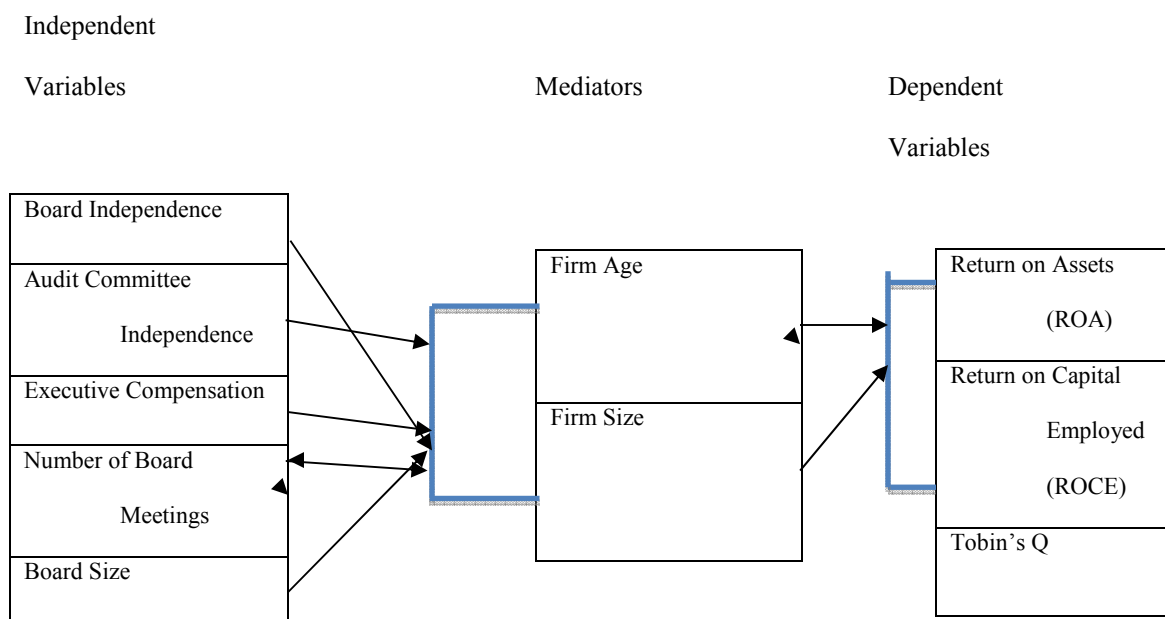 Independent
Variables
Mediators
Dependent
Variables
Board Independence
Audit Committee
Independence
Executive Compensation
Number of Board
Meetings
Board Size
Firm Age
Firm Size
Return on Assets
(ROA)
Return on Capital
Employed
(ROCE)
Tobin’s Q